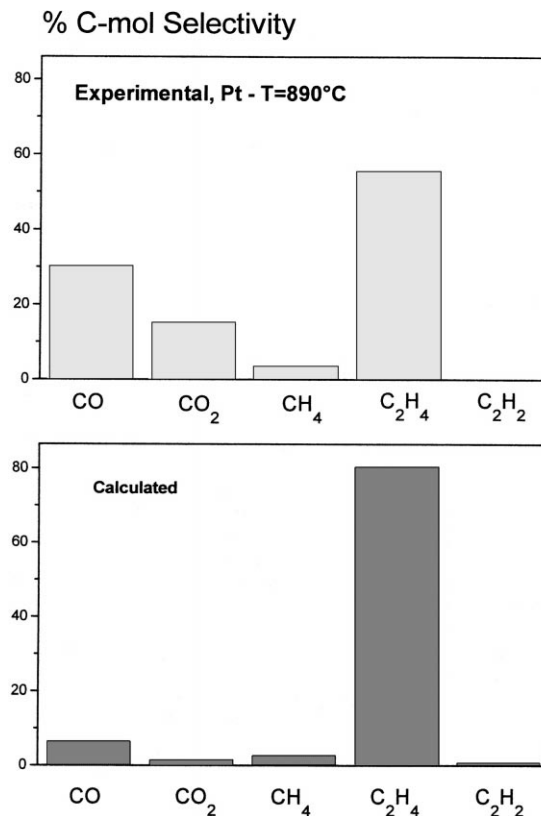 % C-mol Selectivity
Experimental, Pt - T=890°C
80
60
40
20
0
CO CO₂ CH₄ C₂H₄ C₂H₂
Calculated
80
60
40
20
0
CO CO₂ CH₄ C₂H₄ C₂H₂